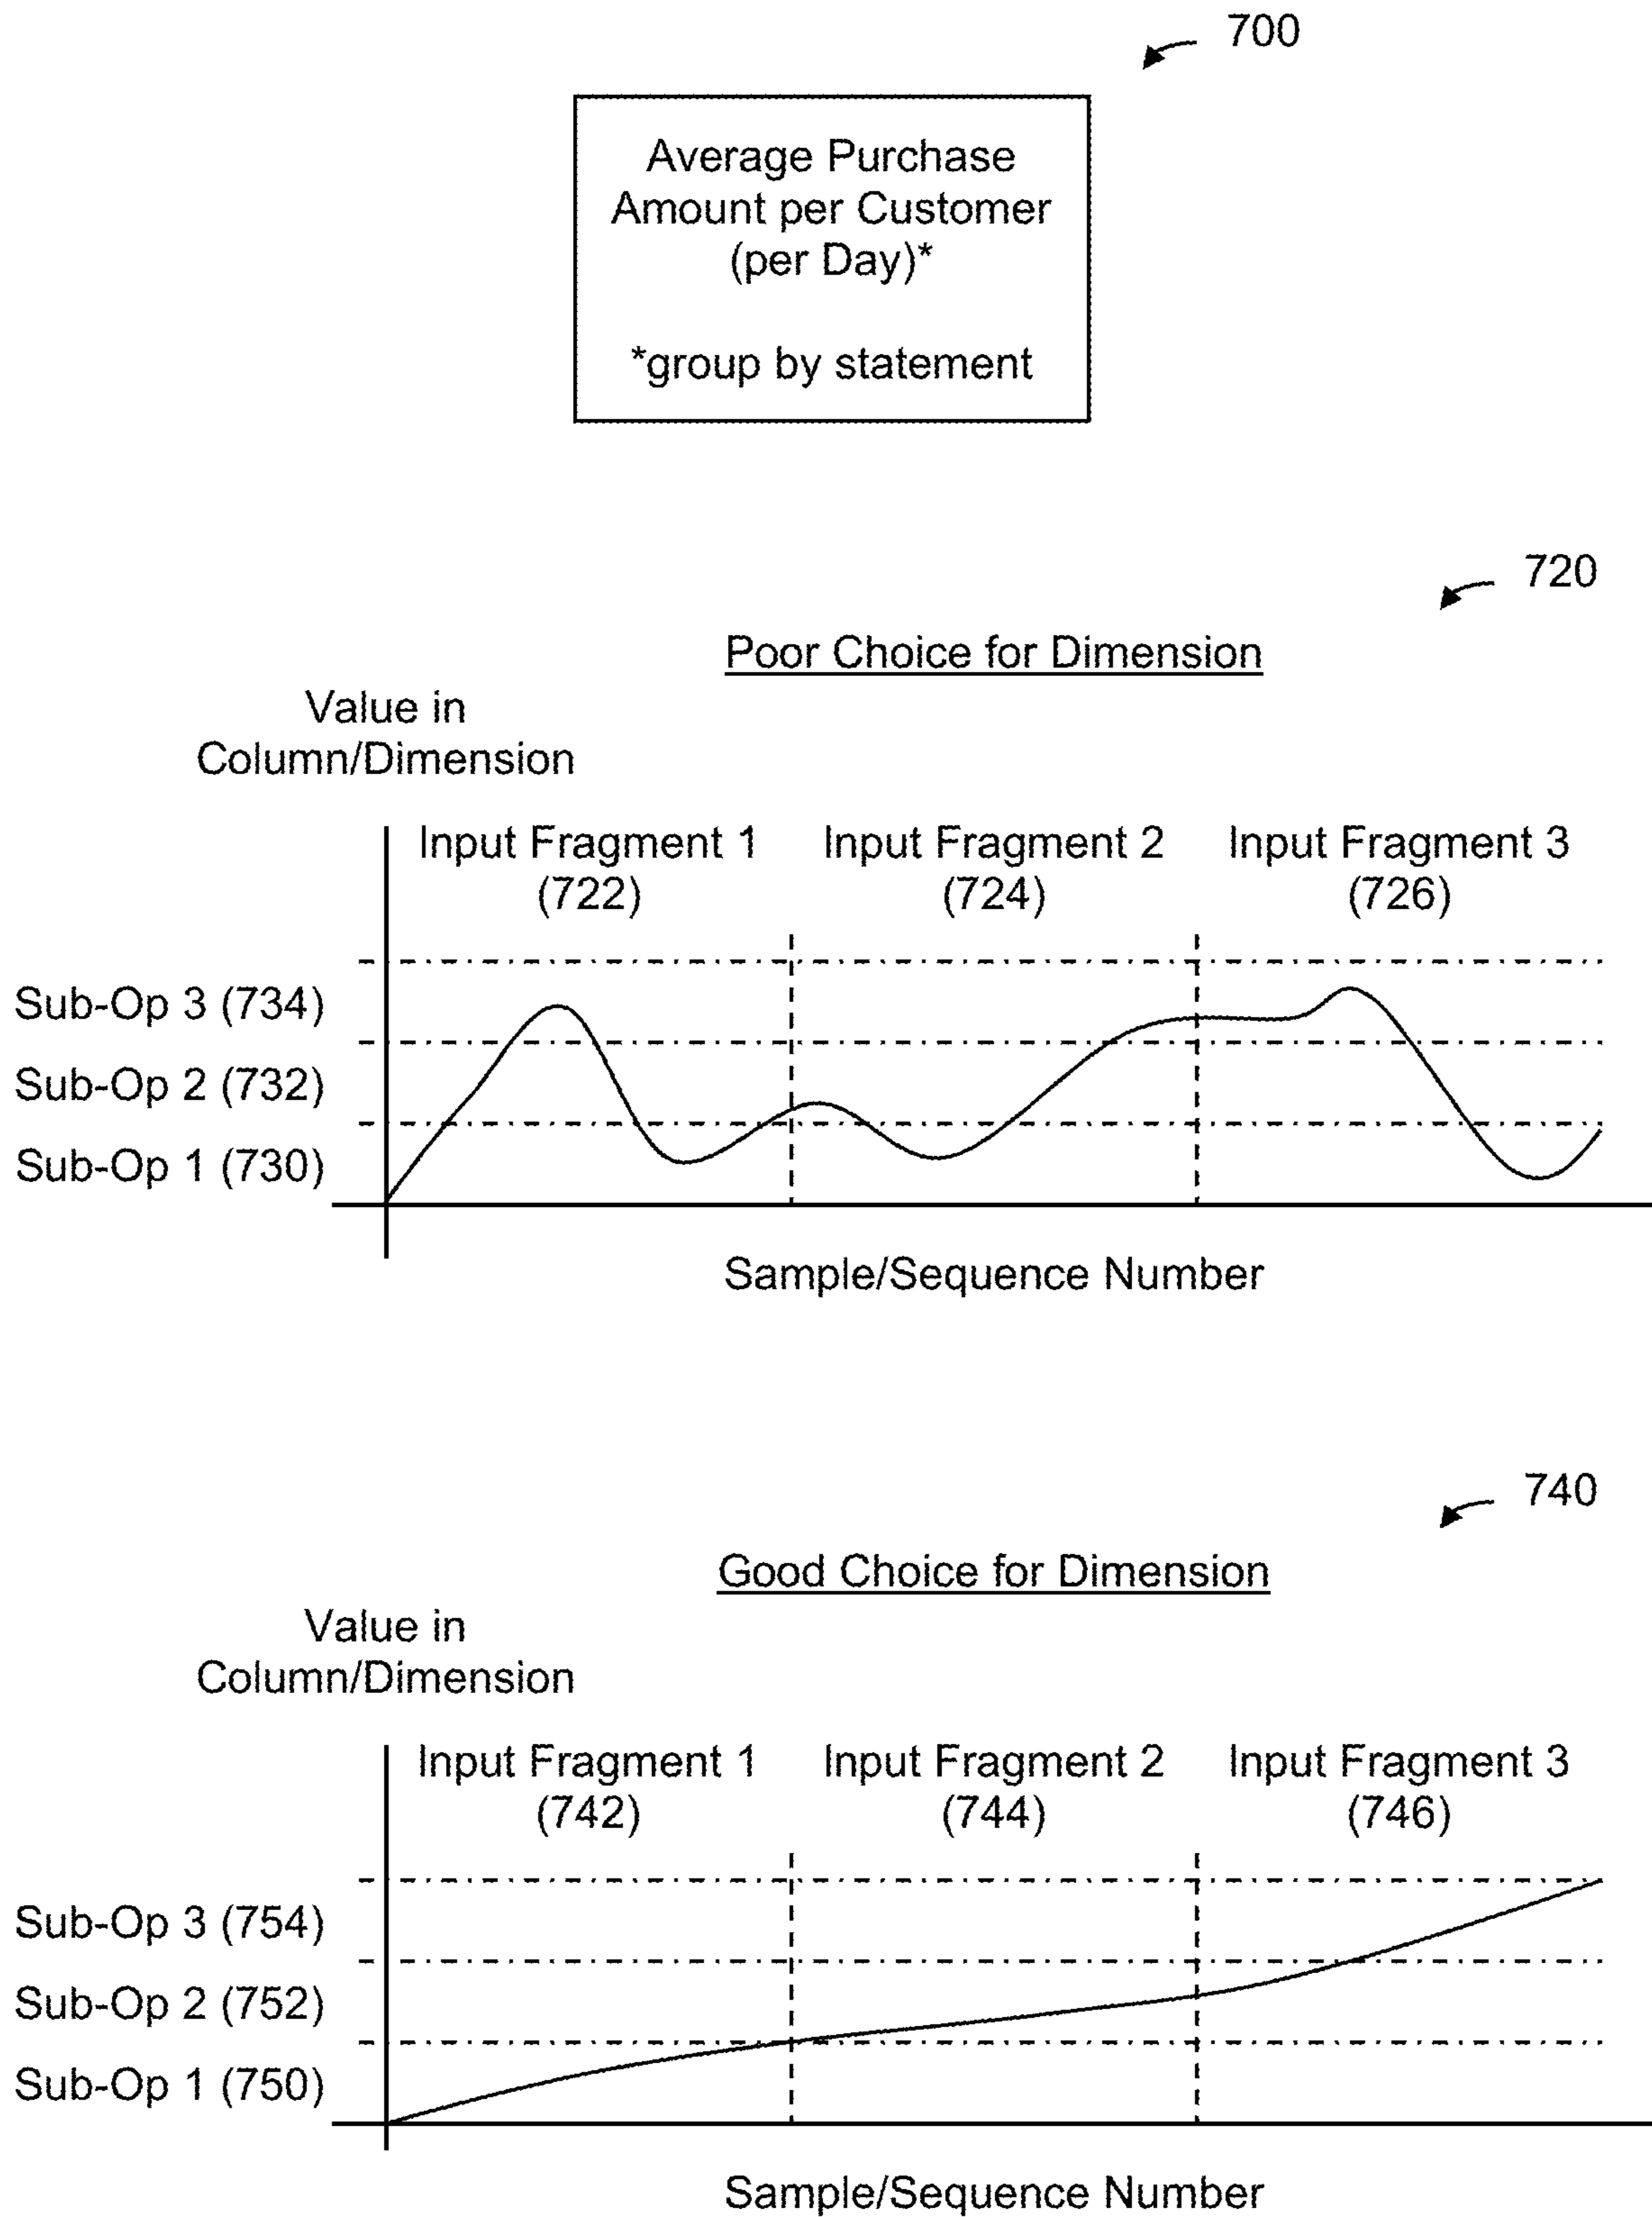 700
Average Purchase
Amount per Customer
(per Day)*
*group by statement
720
Poor Choice for Dimension
Value in
Column/Dimension
Input Fragment 1 Input Fragment 2 Input Fragment 3
(722) (724) (726)
Sub-Op 3 (734)
Sub-Op 2 (732)
Sub-Op 1 (730)
Sample/Sequence Number
740
Good Choice for Dimension
Value in
Column/Dimension
Input Fragment 1 Input Fragment 2 Input Fragment 3
(742) (744) (746)
Sub-Op 3 (754)
Sub-Op 2 (752)
Sub-Op 1 (750)
Sample/Sequence Number